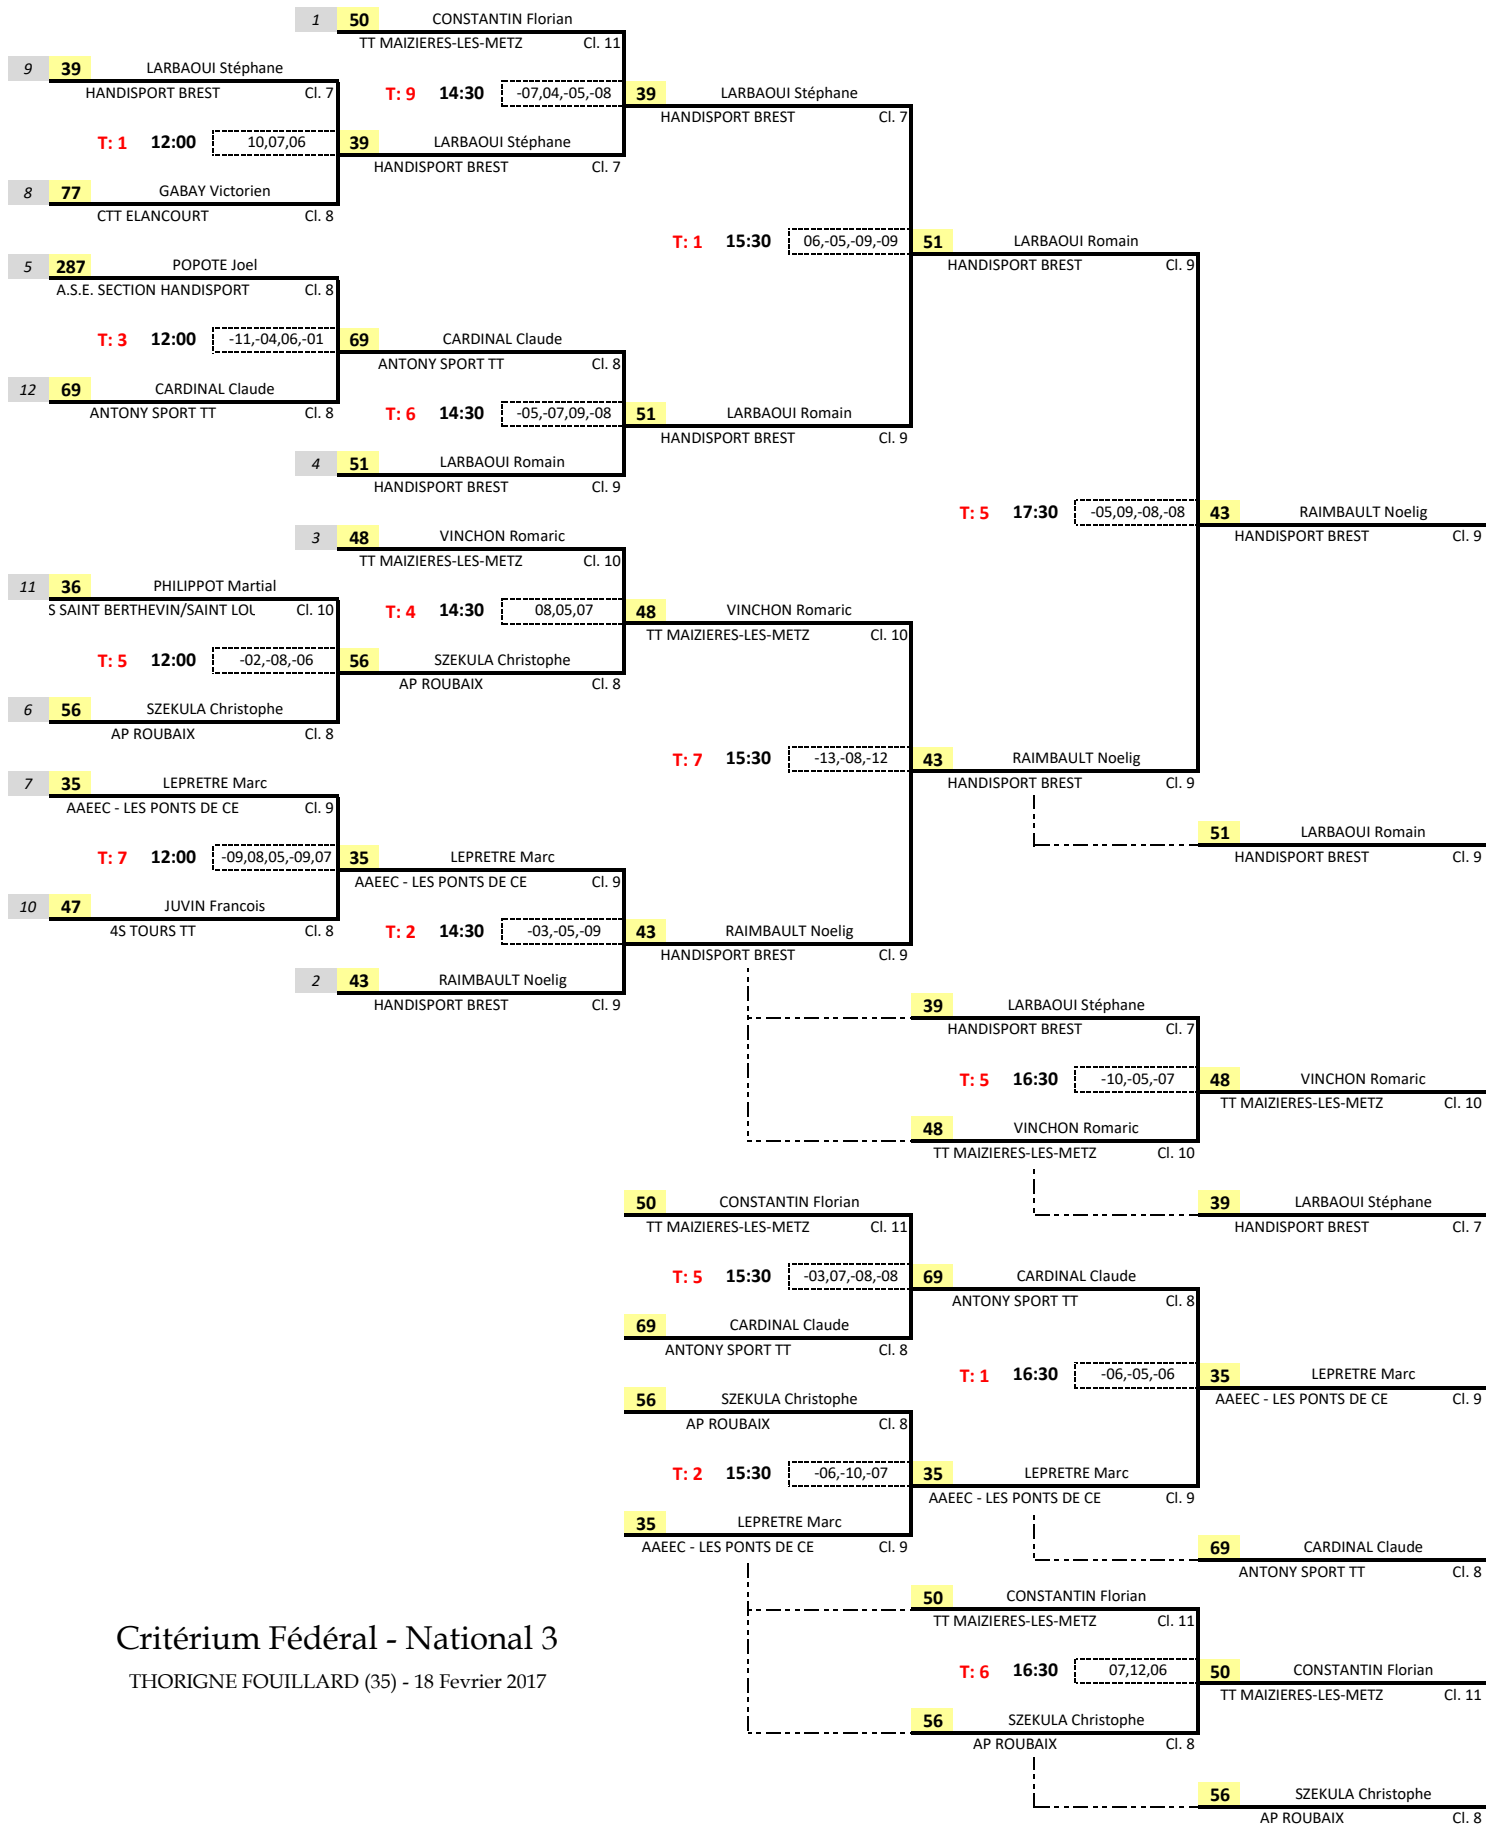 1 50 CONSTANTIN Florian
TT MAIZIERES-LES-METZ Cl. 11
9 39 LARBAOUI Stéphane
HANDISPORT BREST Cl. 7
T: 9 14:30 -07,04,-05,-08 39 LARBAOUI Stéphane
HANDISPORT BREST Cl. 7
T: 1 12:00 10,07,06 39 LARBAOUI Stéphane
HANDISPORT BREST Cl. 7
8 77 GABAY Victorien
CTT ELANCOURT Cl. 8
T: 1 15:30 06,-05,-09,-09 51 LARBAOUI Romain
HANDISPORT BREST Cl. 9
5 287 POPOTE Joel
A.S.E. SECTION HANDISPORT Cl. 8
T: 3 12:00 -11,-04,06,-01 69 CARDINAL Claude
ANTONY SPORT TT Cl. 8
12 69 CARDINAL Claude
ANTONY SPORT TT Cl. 8
T: 6 14:30 -05,-07,09,-08 51 LARBAOUI Romain
HANDISPORT BREST Cl. 9
4 51 LARBAOUI Romain
HANDISPORT BREST Cl. 9
T: 5 17:30 -05,09,-08,-08 43 RAIMBAULT Noelig
HANDISPORT BREST Cl. 9
3 48 VINCHON Romaric
TT MAIZIERES-LES-METZ Cl. 10
11 36 PHILIPPOT Martial
S SAINT BERTHEVIN/SAINT LOU Cl. 10
T: 4 14:30 08,05,07 48 VINCHON Romaric
TT MAIZIERES-LES-METZ Cl. 10
T: 5 12:00 -02,-08,-06 56 SZEKULA Christophe
AP ROUBAIX Cl. 8
6 56 SZEKULA Christophe
AP ROUBAIX Cl. 8
T: 7 15:30 -13,-08,-12 43 RAIMBAULT Noelig
HANDISPORT BREST Cl. 9
7 35 LEPRETRE Marc
AAEEC - LES PONTS DE CE Cl. 9
51 LARBAOUI Romain
HANDISPORT BREST Cl. 9
T: 7 12:00 -09,08,05,-09,07 35 LEPRETRE Marc
AAEEC - LES PONTS DE CE Cl. 9
10 47 JUVIN Francois
4S TOURS TT Cl. 8
T: 2 14:30 -03,-05,-09 43 RAIMBAULT Noelig
HANDISPORT BREST Cl. 9
2 43 RAIMBAULT Noelig
HANDISPORT BREST Cl. 9
39 LARBAOUI Stéphane
HANDISPORT BREST Cl. 7
T: 5 16:30 -10,-05,-07 48 VINCHON Romaric
TT MAIZIERES-LES-METZ Cl. 10
48 VINCHON Romaric
TT MAIZIERES-LES-METZ Cl. 10
50 CONSTANTIN Florian
TT MAIZIERES-LES-METZ Cl. 11
39 LARBAOUI Stéphane
HANDISPORT BREST Cl. 7
T: 5 15:30 -03,07,-08,-08 69 CARDINAL Claude
ANTONY SPORT TT Cl. 8
69 CARDINAL Claude
ANTONY SPORT TT Cl. 8
T: 1 16:30 -06,-05,-06 35 LEPRETRE Marc
AAEEC - LES PONTS DE CE Cl. 9
56 SZEKULA Christophe
AP ROUBAIX Cl. 8
T: 2 15:30 -06,-10,-07 35 LEPRETRE Marc
AAEEC - LES PONTS DE CE Cl. 9
35 LEPRETRE Marc
AAEEC - LES PONTS DE CE Cl. 9
69 CARDINAL Claude
ANTONY SPORT TT Cl. 8
50 CONSTANTIN Florian
TT MAIZIERES-LES-METZ Cl. 11
Critérium Fédéral - National 3
THORIGNE FOUILLARD (35) - 18 Fevrier 2017
T: 6 16:30 07,12,06 50 CONSTANTIN Florian
TT MAIZIERES-LES-METZ Cl. 11
56 SZEKULA Christophe
AP ROUBAIX Cl. 8
56 SZEKULA Christophe
AP ROUBAIX Cl. 8